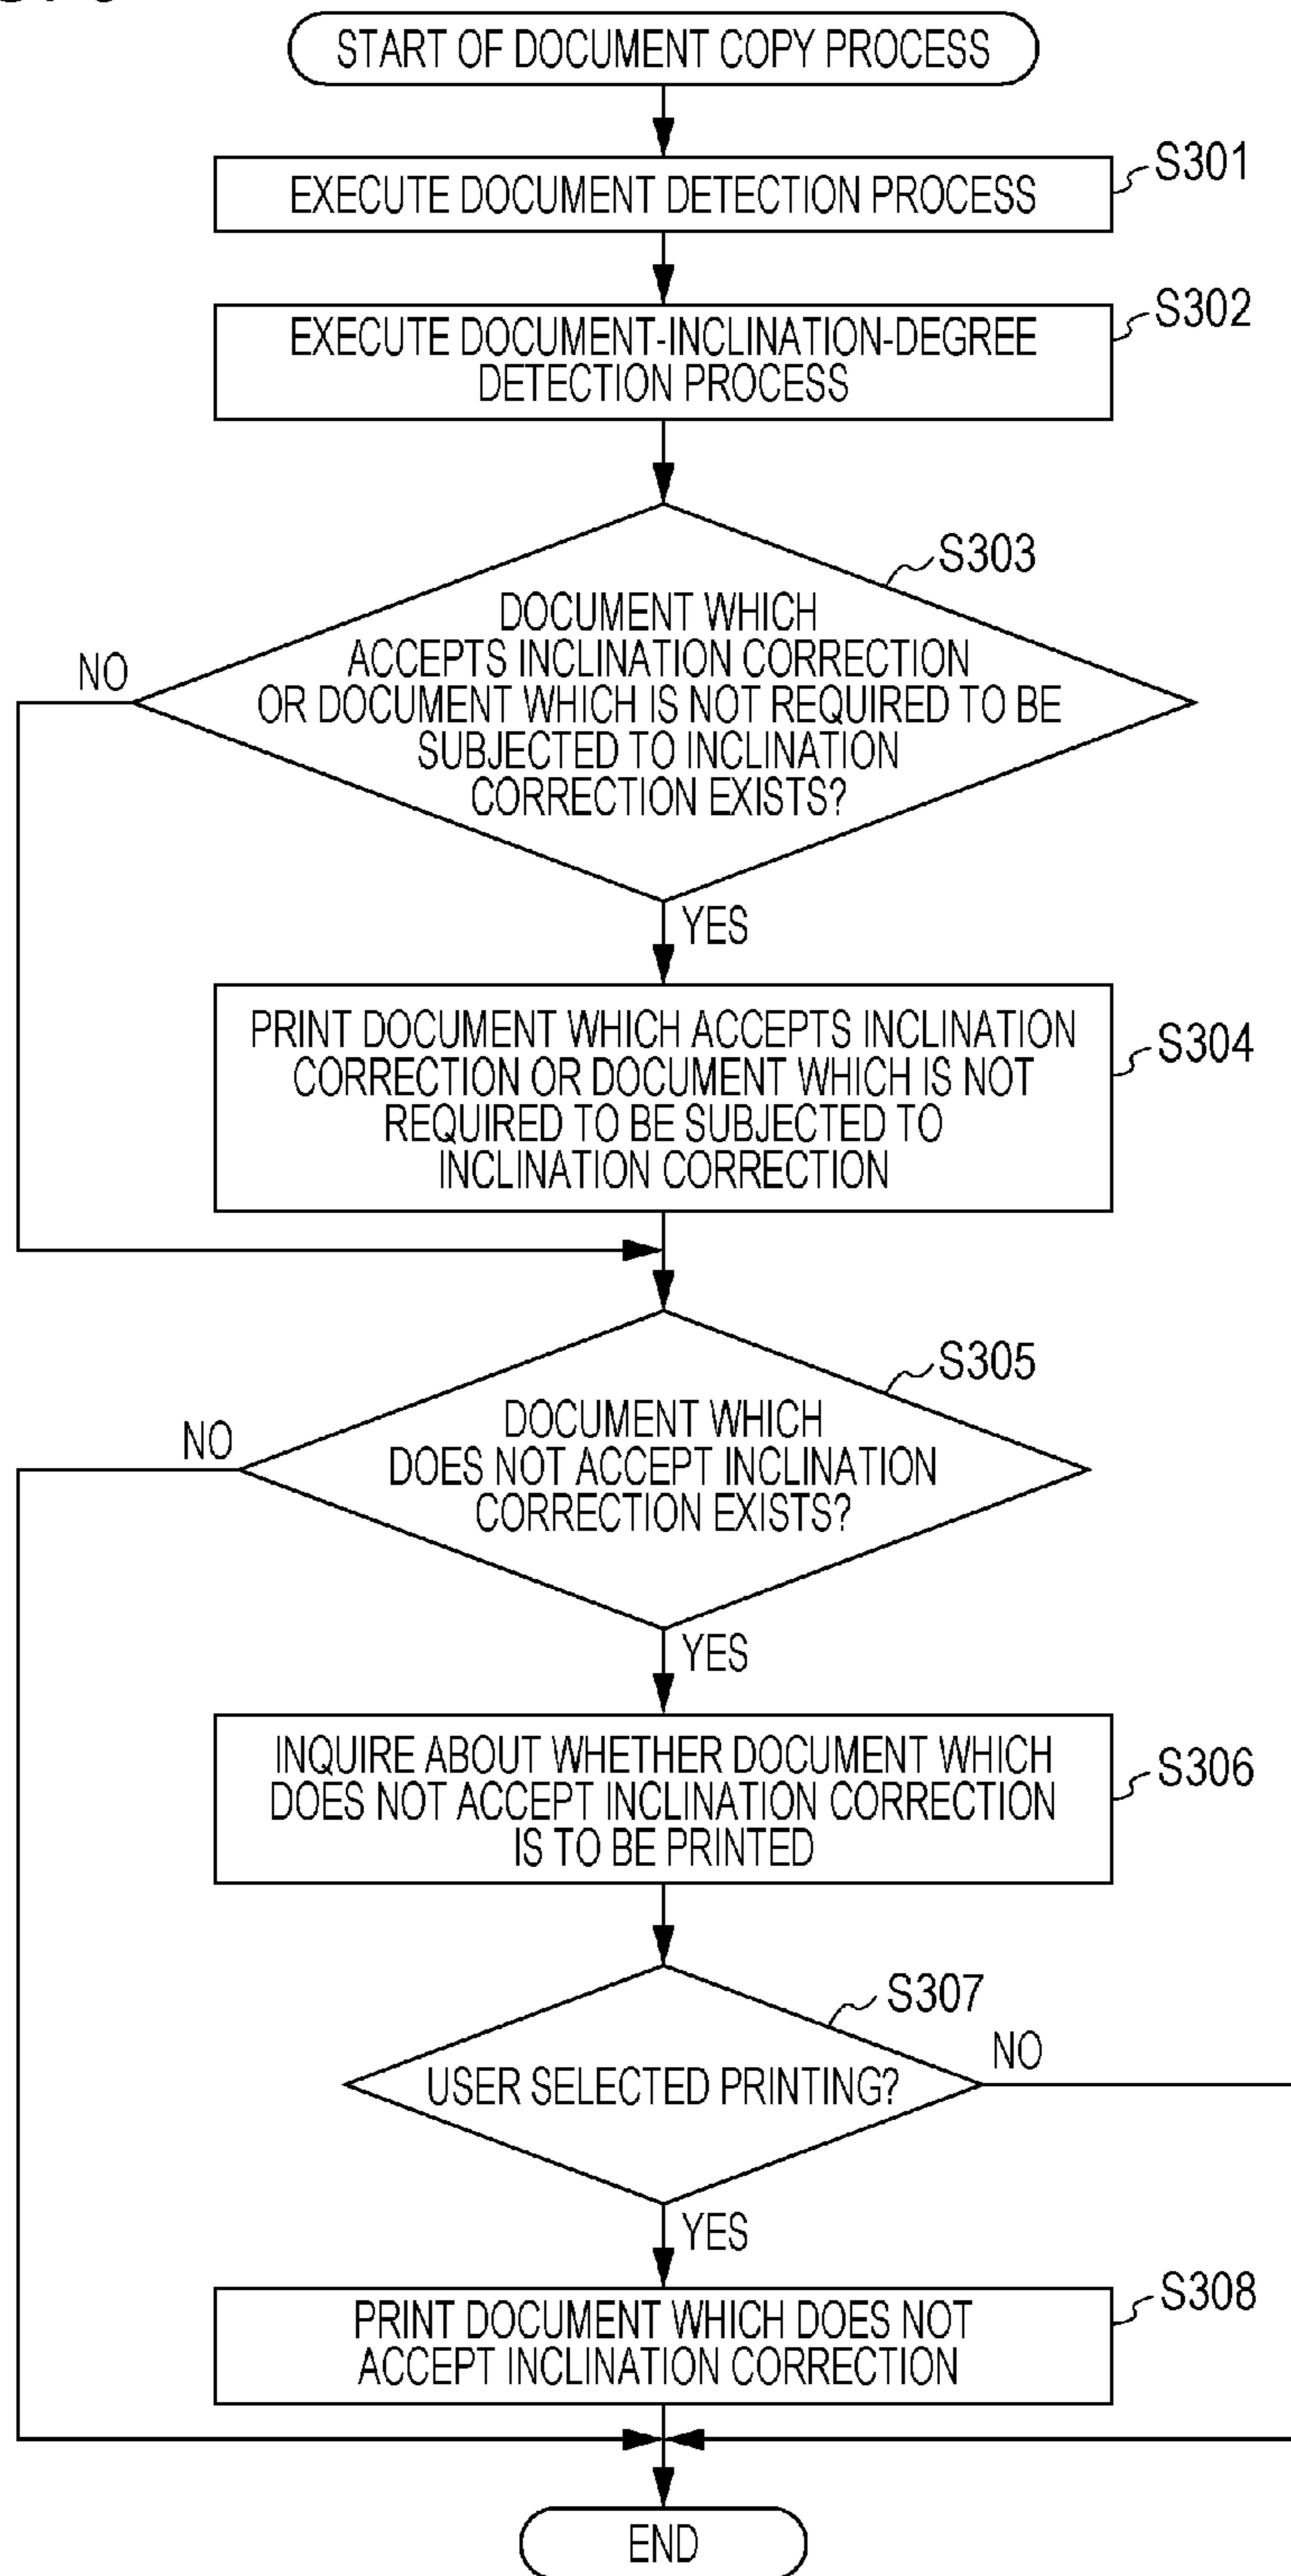 START OF DOCUMENT COPY PROCESS
EXECUTE DOCUMENT DETECTION PROCESS
S301
EXECUTE DOCUMENT-INCLINATION-DEGREE
DETECTION PROCESS
S302
S303
DOCUMENT WHICH
ACCEPTS INCLINATION CORRECTION
OR DOCUMENT WHICH IS NOT REQUIRED TO BE
SUBJECTED TO INCLINATION
CORRECTION EXISTS?
NO
YES
PRINT DOCUMENT WHICH ACCEPTS INCLINATION
CORRECTION OR DOCUMENT WHICH IS NOT
REQUIRED TO BE SUBJECTED TO
INCLINATION CORRECTION
S304
S305
DOCUMENT WHICH
DOES NOT ACCEPT INCLINATION
CORRECTION EXISTS?
NO
YES
INQUIRE ABOUT WHETHER DOCUMENT WHICH
DOES NOT ACCEPT INCLINATION CORRECTION
IS TO BE PRINTED
S306
S307
USER SELECTED PRINTING?
NO
YES
PRINT DOCUMENT WHICH DOES NOT
ACCEPT INCLINATION CORRECTION
S308
END